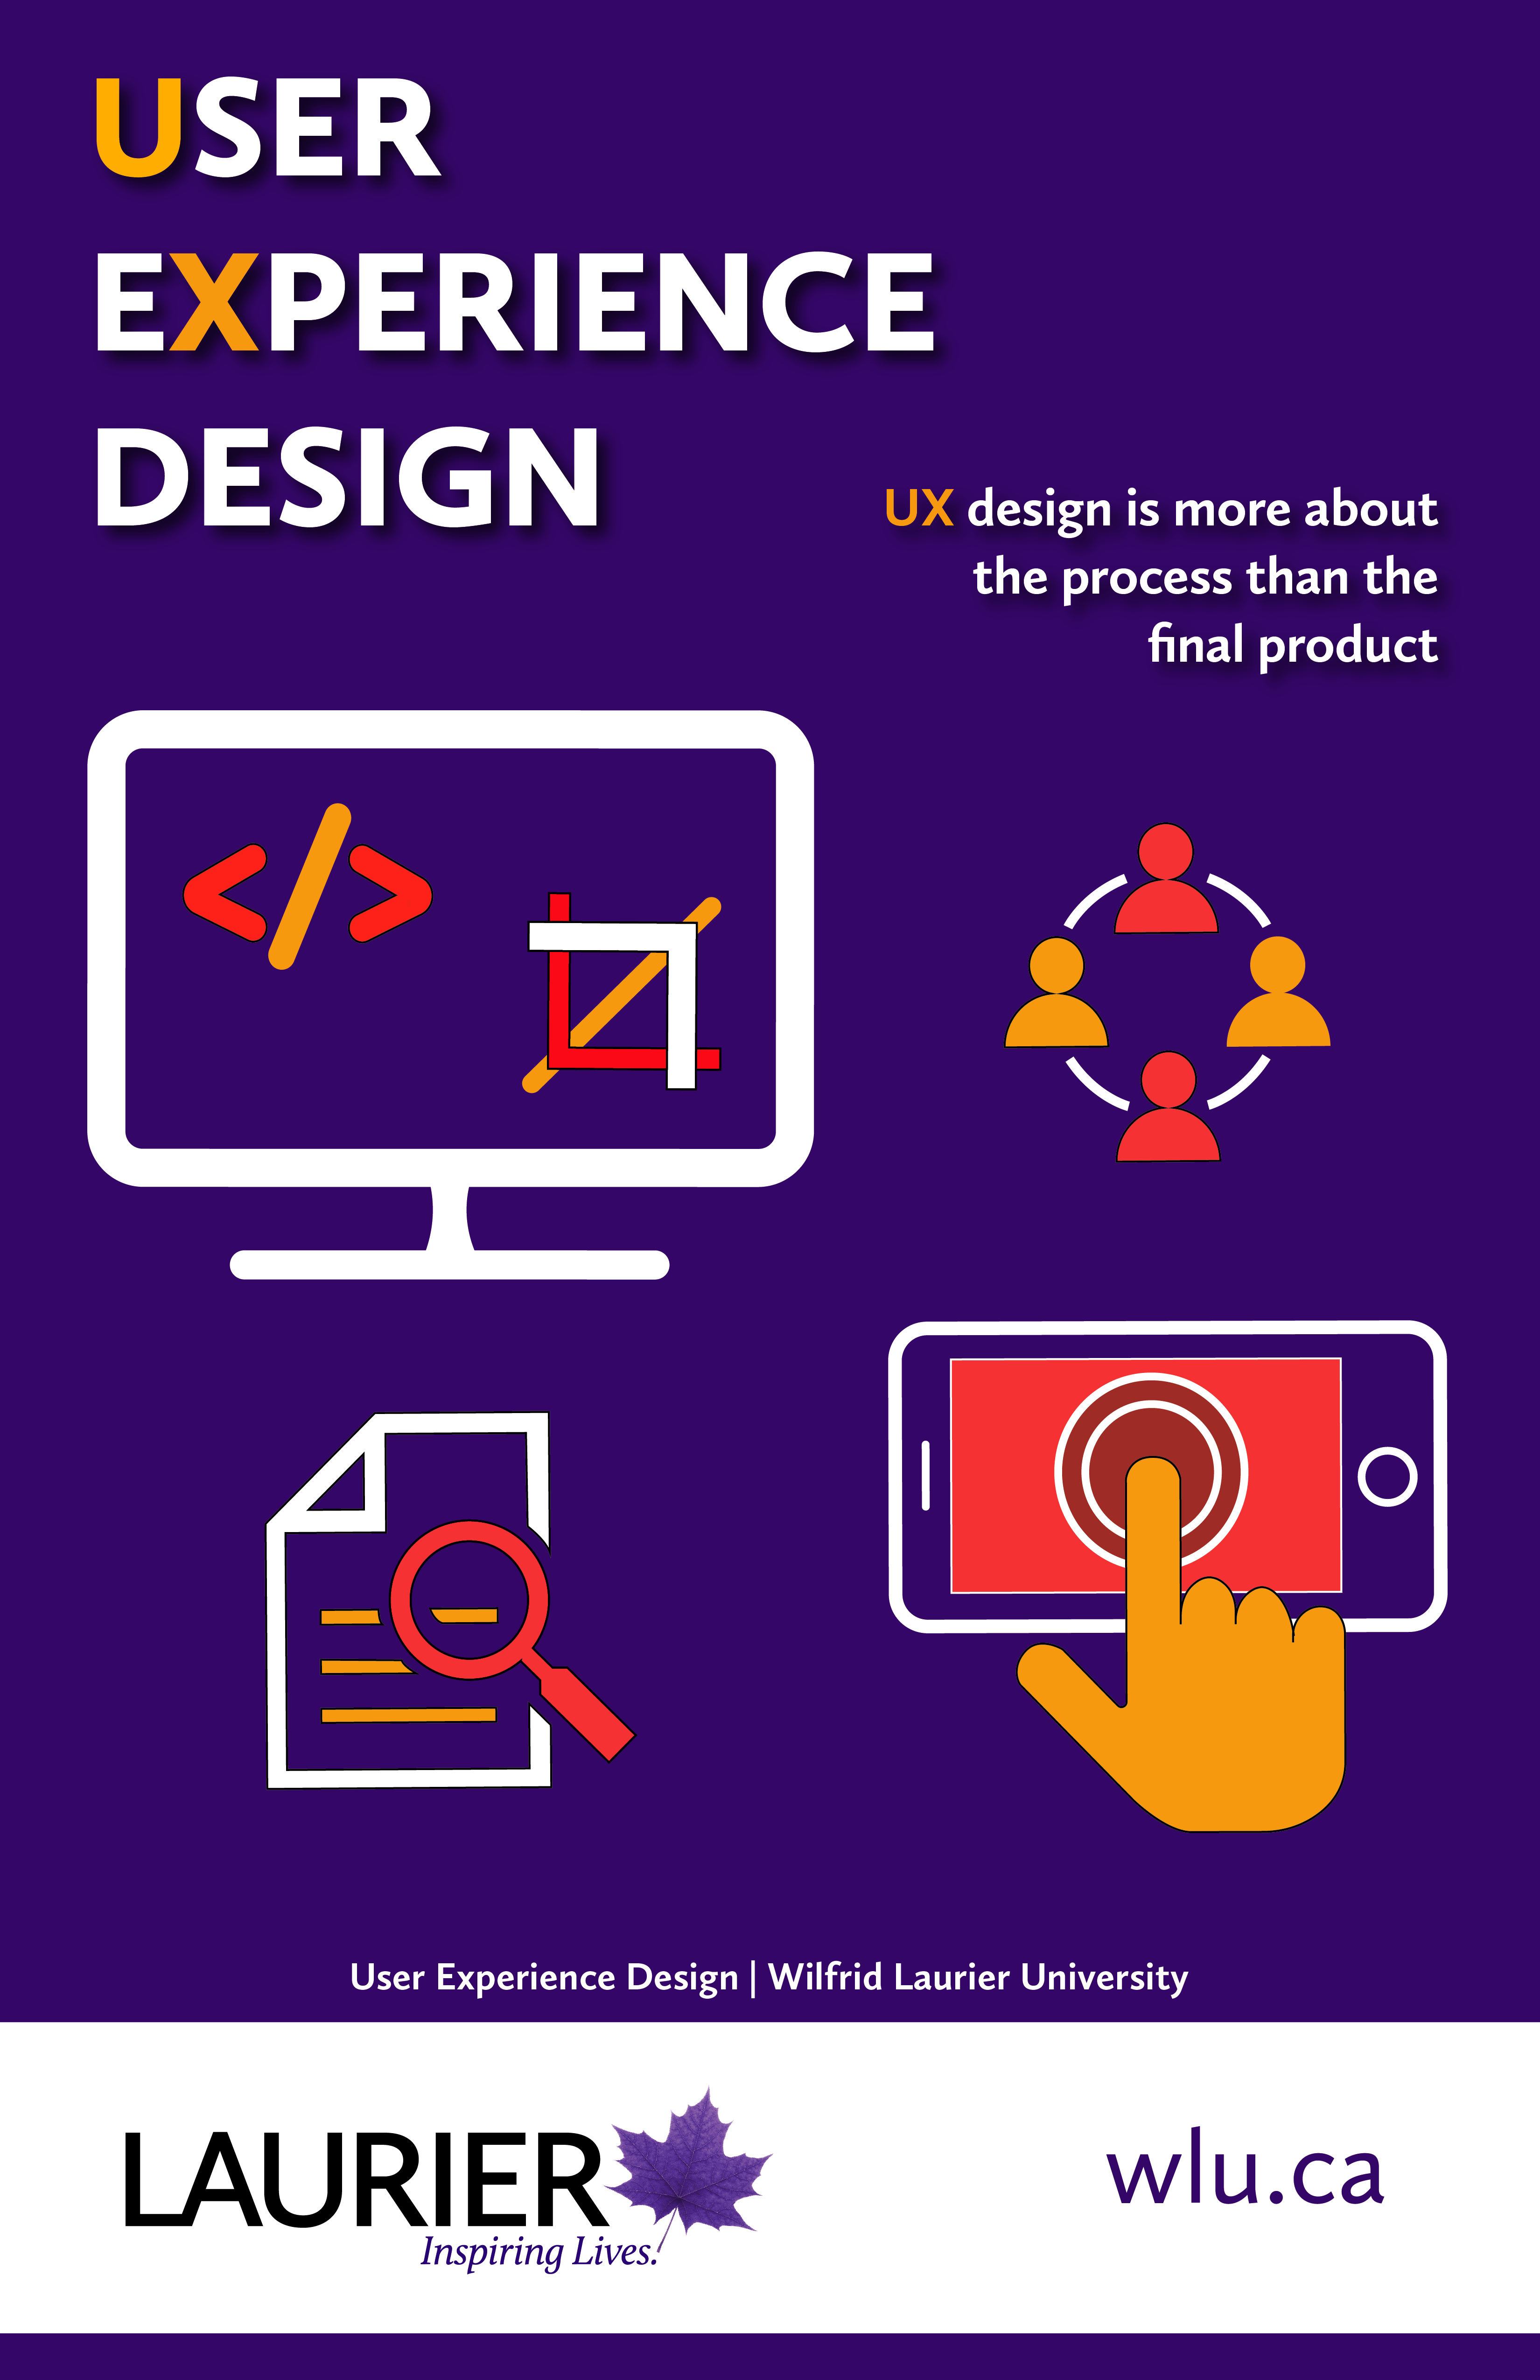 USER
EXPERIENCE
DESIGN
UX design is more about
the process than the
final product
</>
User Experience Design | Wilfrid Laurier University
LAURIER
Inspiring Lives.
wlu.ca